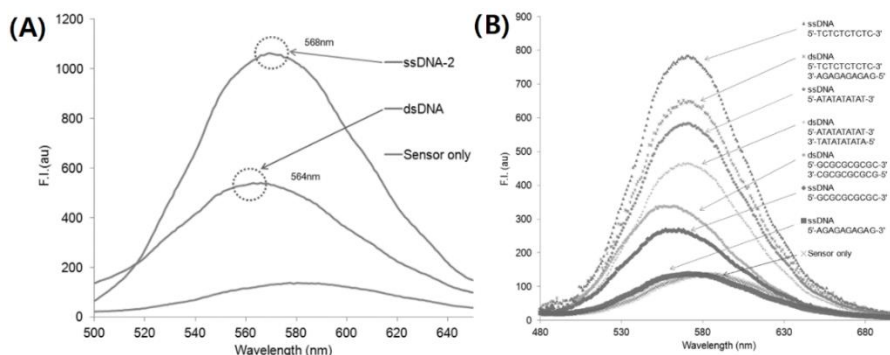 (A)
1200
1000
800
600
400
200
0
F.I.(au)
568nm
ssDNA-2
dsDNA
Sensor only
564nm
500 520 540 560 580 600 620 640
Wavelength (nm)
(B)
900
800
700
600
500
400
300
200
100
0
F.I.(au)
ssDNA
5'-TCTCTCTCTC-3'
dsDNA
5'-TCTCTCTCTC-3'
3'-AGAGAGAGAG-5'
ssDNA
5'-ATATATATAT-3'
dsDNA
5'-ATATATATAT-3'
3'-TATATATATA-5'
dsDNA
5'-GCGCGCGCGC-3'
3'-CGCGCGCGCG-5'
ssDNA
5'-GCGCGCGCGC-3'
ssDNA
5'-AGAGAGAGAG-3'
Sensor only
480 530 580 630 680
Wavelength (nm)